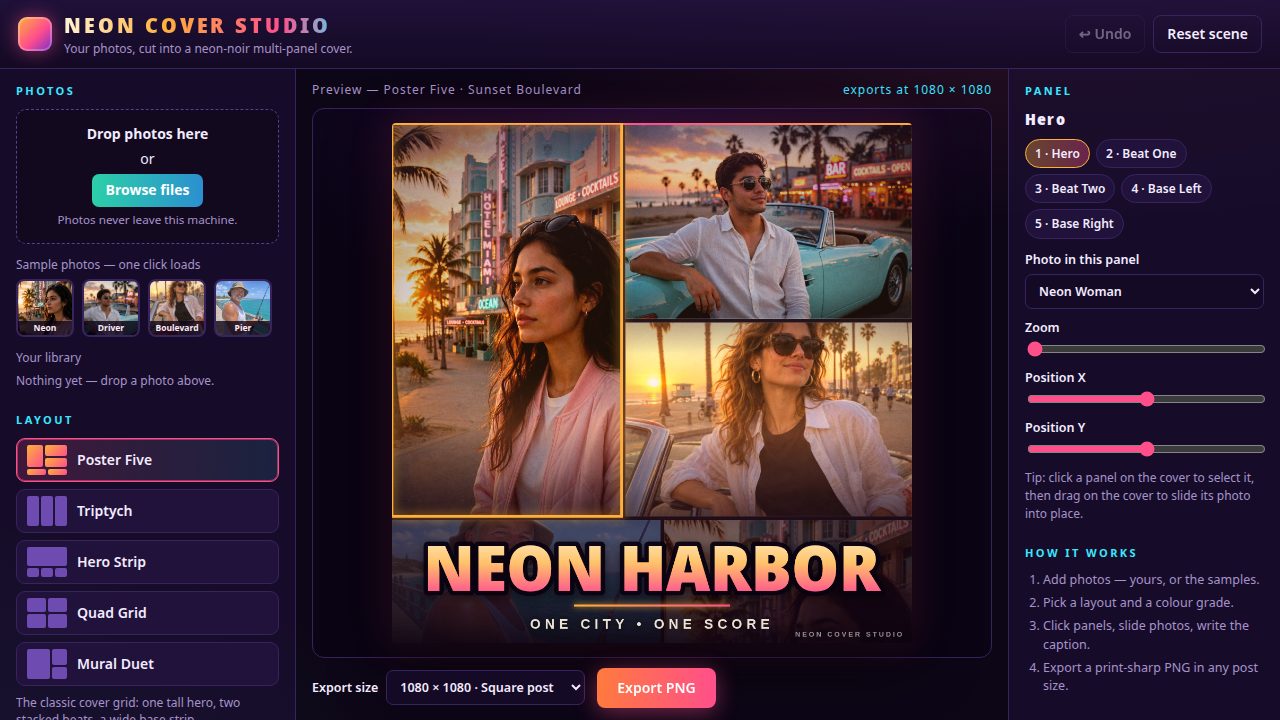 NEON COVER STUDIO
Your photos, cut into a neon-noir multi-panel cover.
↩ Undo
Reset scene
PHOTOS
Drop photos here
or
Browse files
Photos never leave this machine.
Sample photos — one click loads
Neon
Driver
Boulevard
Pier
Your library
Nothing yet — drop a photo above.
LAYOUT
Poster Five
Triptych
Hero Strip
Quad Grid
Mural Duet
The classic cover grid: one tall hero, two
stacked beats, a wide base strip
Preview — Poster Five · Sunset Boulevard
exports at 1080 × 1080
HOTEL MIAMI
LOUNGE · COCKTAILS
OCEAN
LOUNGE · COCKTAILS
BAR
COCKTAILS · OPEN
NEON HARBOR
ONE CITY • ONE SCORE
NEON COVER STUDIO
Export size
1080 × 1080 · Square post
Export PNG
PANEL
Hero
1 · Hero
2 · Beat One
3 · Beat Two
4 · Base Left
5 · Base Right
Photo in this panel
Neon Woman
Zoom
Position X
Position Y
Tip: click a panel on the cover to select it,
then drag on the cover to slide its photo
into place.
HOW IT WORKS
1. Add photos — yours, or the samples.
2. Pick a layout and a colour grade.
3. Click panels, slide photos, write the
caption.
4. Export a print-sharp PNG in any post
size.